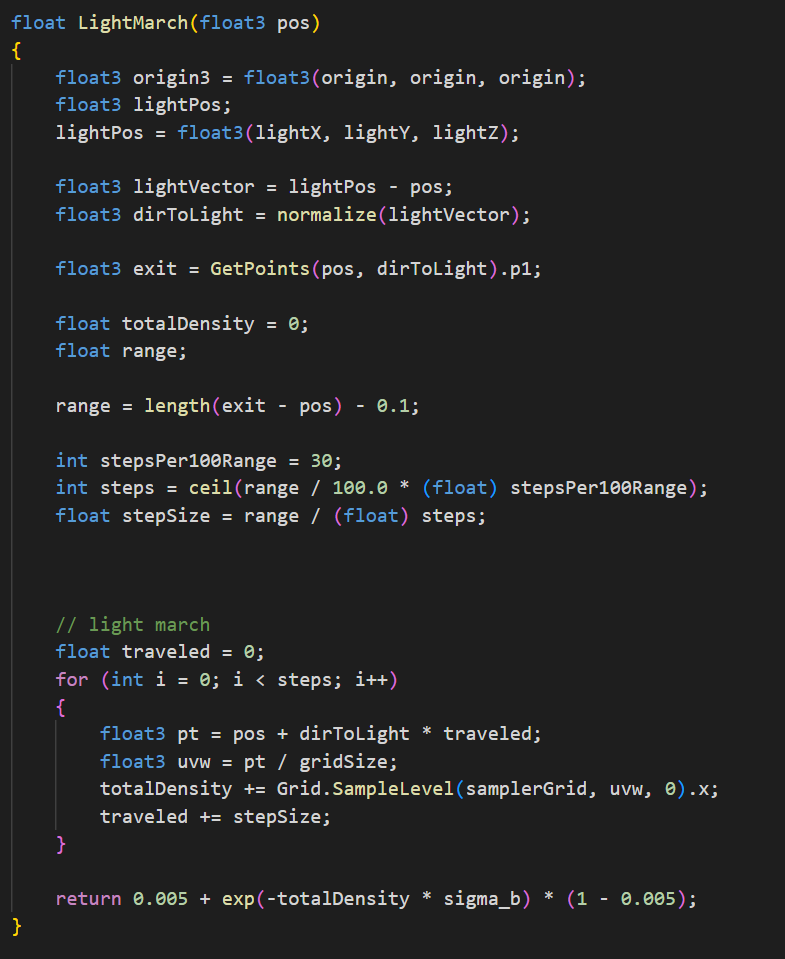 float LightMarch(float3 pos)
{
    float3 origin3 = float3(origin, origin, origin);
    float3 lightPos;
    lightPos = float3(lightX, lightY, lightZ);
    float3 lightVector = lightPos - pos;
    float3 dirToLight = normalize(lightVector);
    float3 exit = GetPoints(pos, dirToLight).p1;
    float totalDensity = 0;
    float range;
    range = length(exit - pos) - 0.1;
    int stepsPer100Range = 30;
    int steps = ceil(range / 100.0 * (float) stepsPer100Range);
    float stepSize = range / (float) steps;
    // light march
    float traveled = 0;
    for (int i = 0; i < steps; i++)
    {
        float3 pt = pos + dirToLight * traveled;
        float3 uvw = pt / gridSize;
        totalDensity += Grid.SampleLevel(samplerGrid, uvw, 0).x;
        traveled += stepSize;
    }
    return 0.005 + exp(-totalDensity * sigma_b) * (1 - 0.005);
}